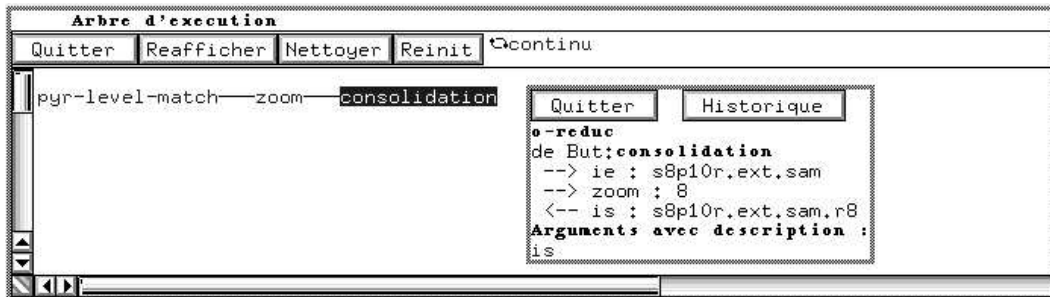 Arbre d'execution
Quitter Reafficher Nettoyer Reinit continu
pyr-level-match—zoom—consolidation
Quitter Historique
o-reduc
de But:consolidation
--> ie : s8p10r.ext.sam
--> zoom : 8
<-- is : s8p10r.ext.sam.r8
Arguments avec description :
is